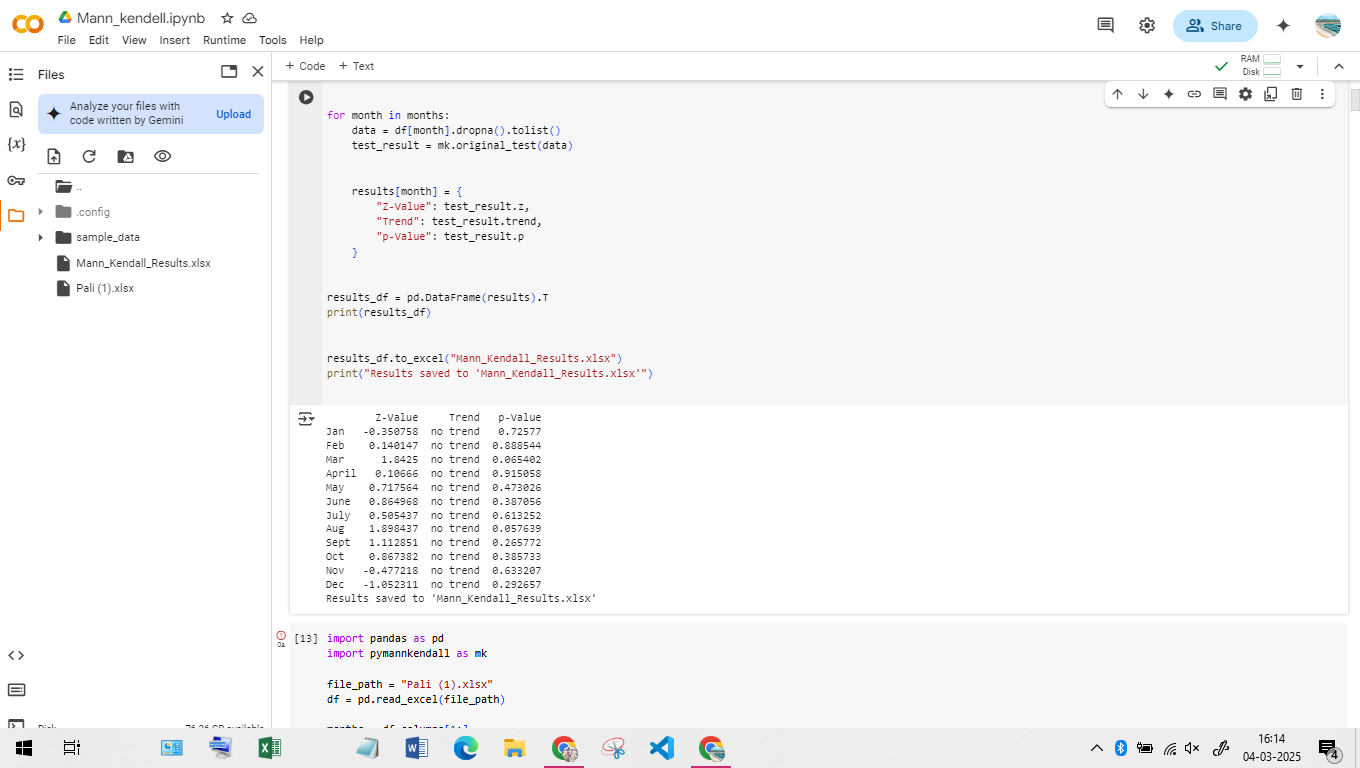 Mann_kendell.ipynb
File Edit View Insert Runtime Tools Help
Share
Files
+ Code + Text
RAM
Disk
Analyze your files with
code written by Gemini
Upload
{x}
..
.config
sample_data
Mann_Kendall_Results.xlsx
Pali (1).xlsx
for month in months:
data = df[month].dropna().tolist()
test_result = mk.original_test(data)
results[month] = {
"Z-Value": test_result.z,
"Trend": test_result.trend,
"p-Value": test_result.p
}
results_df = pd.DataFrame(results).T
print(results_df)
results_df.to_excel("Mann_Kendall_Results.xlsx")
print("Results saved to 'Mann_Kendall_Results.xlsx'")
Z-Value Trend p-Value
Jan -0.350758 no trend 0.72577
Feb 0.140147 no trend 0.888544
Mar 1.8425 no trend 0.065402
April 0.10666 no trend 0.915058
May 0.717564 no trend 0.473026
June 0.864968 no trend 0.387056
July 0.505437 no trend 0.613252
Aug 1.898437 no trend 0.057639
Sept 1.112851 no trend 0.265772
Oct 0.867382 no trend 0.385733
Nov -0.477218 no trend 0.633207
Dec -1.052311 no trend 0.292657
Results saved to 'Mann_Kendall_Results.xlsx'
0s
[13] import pandas as pd
import pymannkendall as mk
file_path = "Pali (1).xlsx"
df = pd.read_excel(file_path)
months = df.columns[1:]
Disk 76.26 GB available
16:14
04-03-2025
4